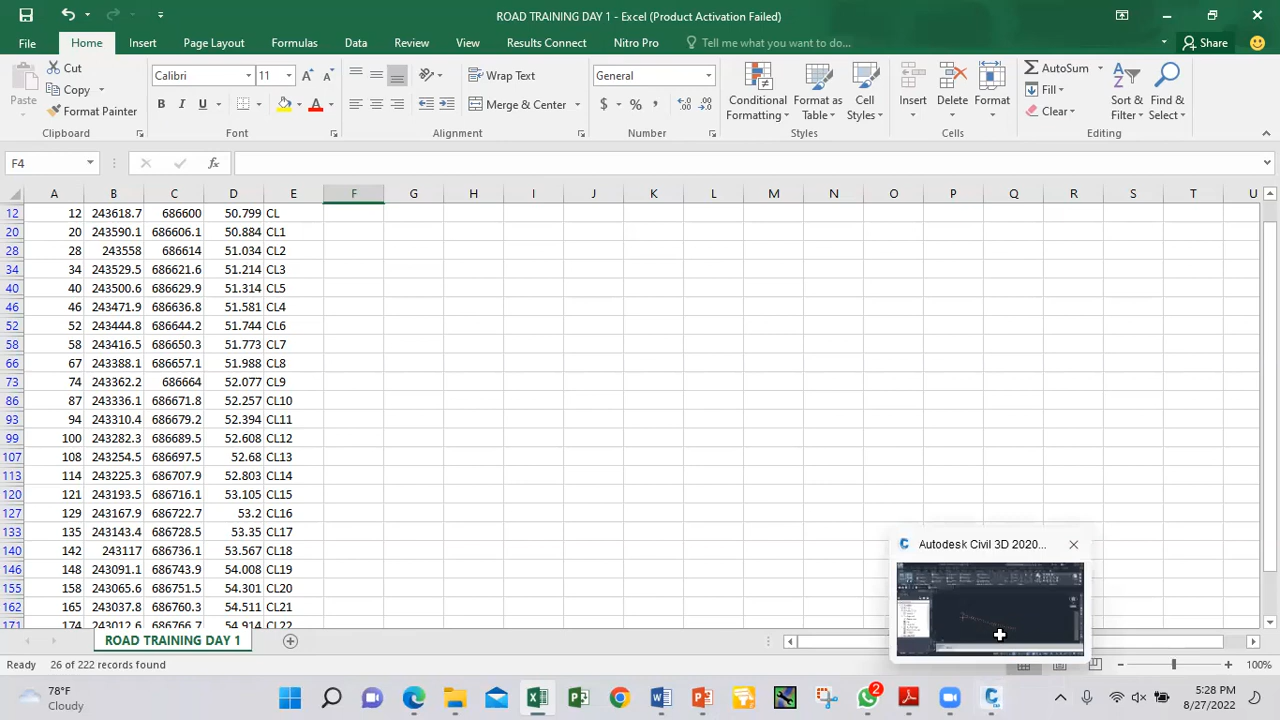 ROAD TRAINING DAY 1 - Excel (Product Activation Failed)
File Home Insert Page Layout Formulas Data Review View Results Connect Nitro Pro Tell me what you want to do... Share
Cut
Copy
Format Painter
Paste
Clipboard
Calibri 11
B I U
Font
Wrap Text
Merge & Center
Alignment
General
$ % ,
Number
Conditional Formatting
Format as Table
Cell Styles
Styles
Insert Delete Format
Cells
AutoSum
Fill
Clear
Sort & Filter
Find & Select
Editing
F4 fx
A B C D E F G H I J K L M N O P Q R S T U
12 12 243618.7 686600 50.799 CL
20 20 243590.1 686606.1 50.884 CL1
28 28 243558 686614 51.034 CL2
34 34 243529.5 686621.6 51.214 CL3
40 40 243500.6 686629.9 51.314 CL5
46 46 243471.9 686636.8 51.581 CL4
52 52 243444.8 686644.2 51.744 CL6
58 58 243416.5 686650.3 51.773 CL7
66 67 243388.1 686657.1 51.988 CL8
73 74 243362.2 686664 52.077 CL9
86 87 243336.1 686671.8 52.257 CL10
93 94 243310.4 686679.2 52.394 CL11
99 100 243282.3 686689.5 52.608 CL12
107 108 243254.5 686697.5 52.68 CL13
113 114 243225.3 686707.9 52.803 CL14
120 121 243193.5 686716.1 53.105 CL15
127 129 243167.9 686722.7 53.2 CL16
133 135 243143.4 686728.5 53.35 CL17
140 142 243117 686736.1 53.567 CL18
146 148 243091.1 686743.9 54.008 CL19
155 158 243065.6 686751.5 54.301 CL20
162 165 243037.8 686760.3 54.511 CL21
171 174 243012.6
Autodesk Civil 3D 2020...
ROAD TRAINING DAY 1
Ready 26 of 222 records found 100%
78°F
Cloudy
2
5:28 PM
8/27/2022